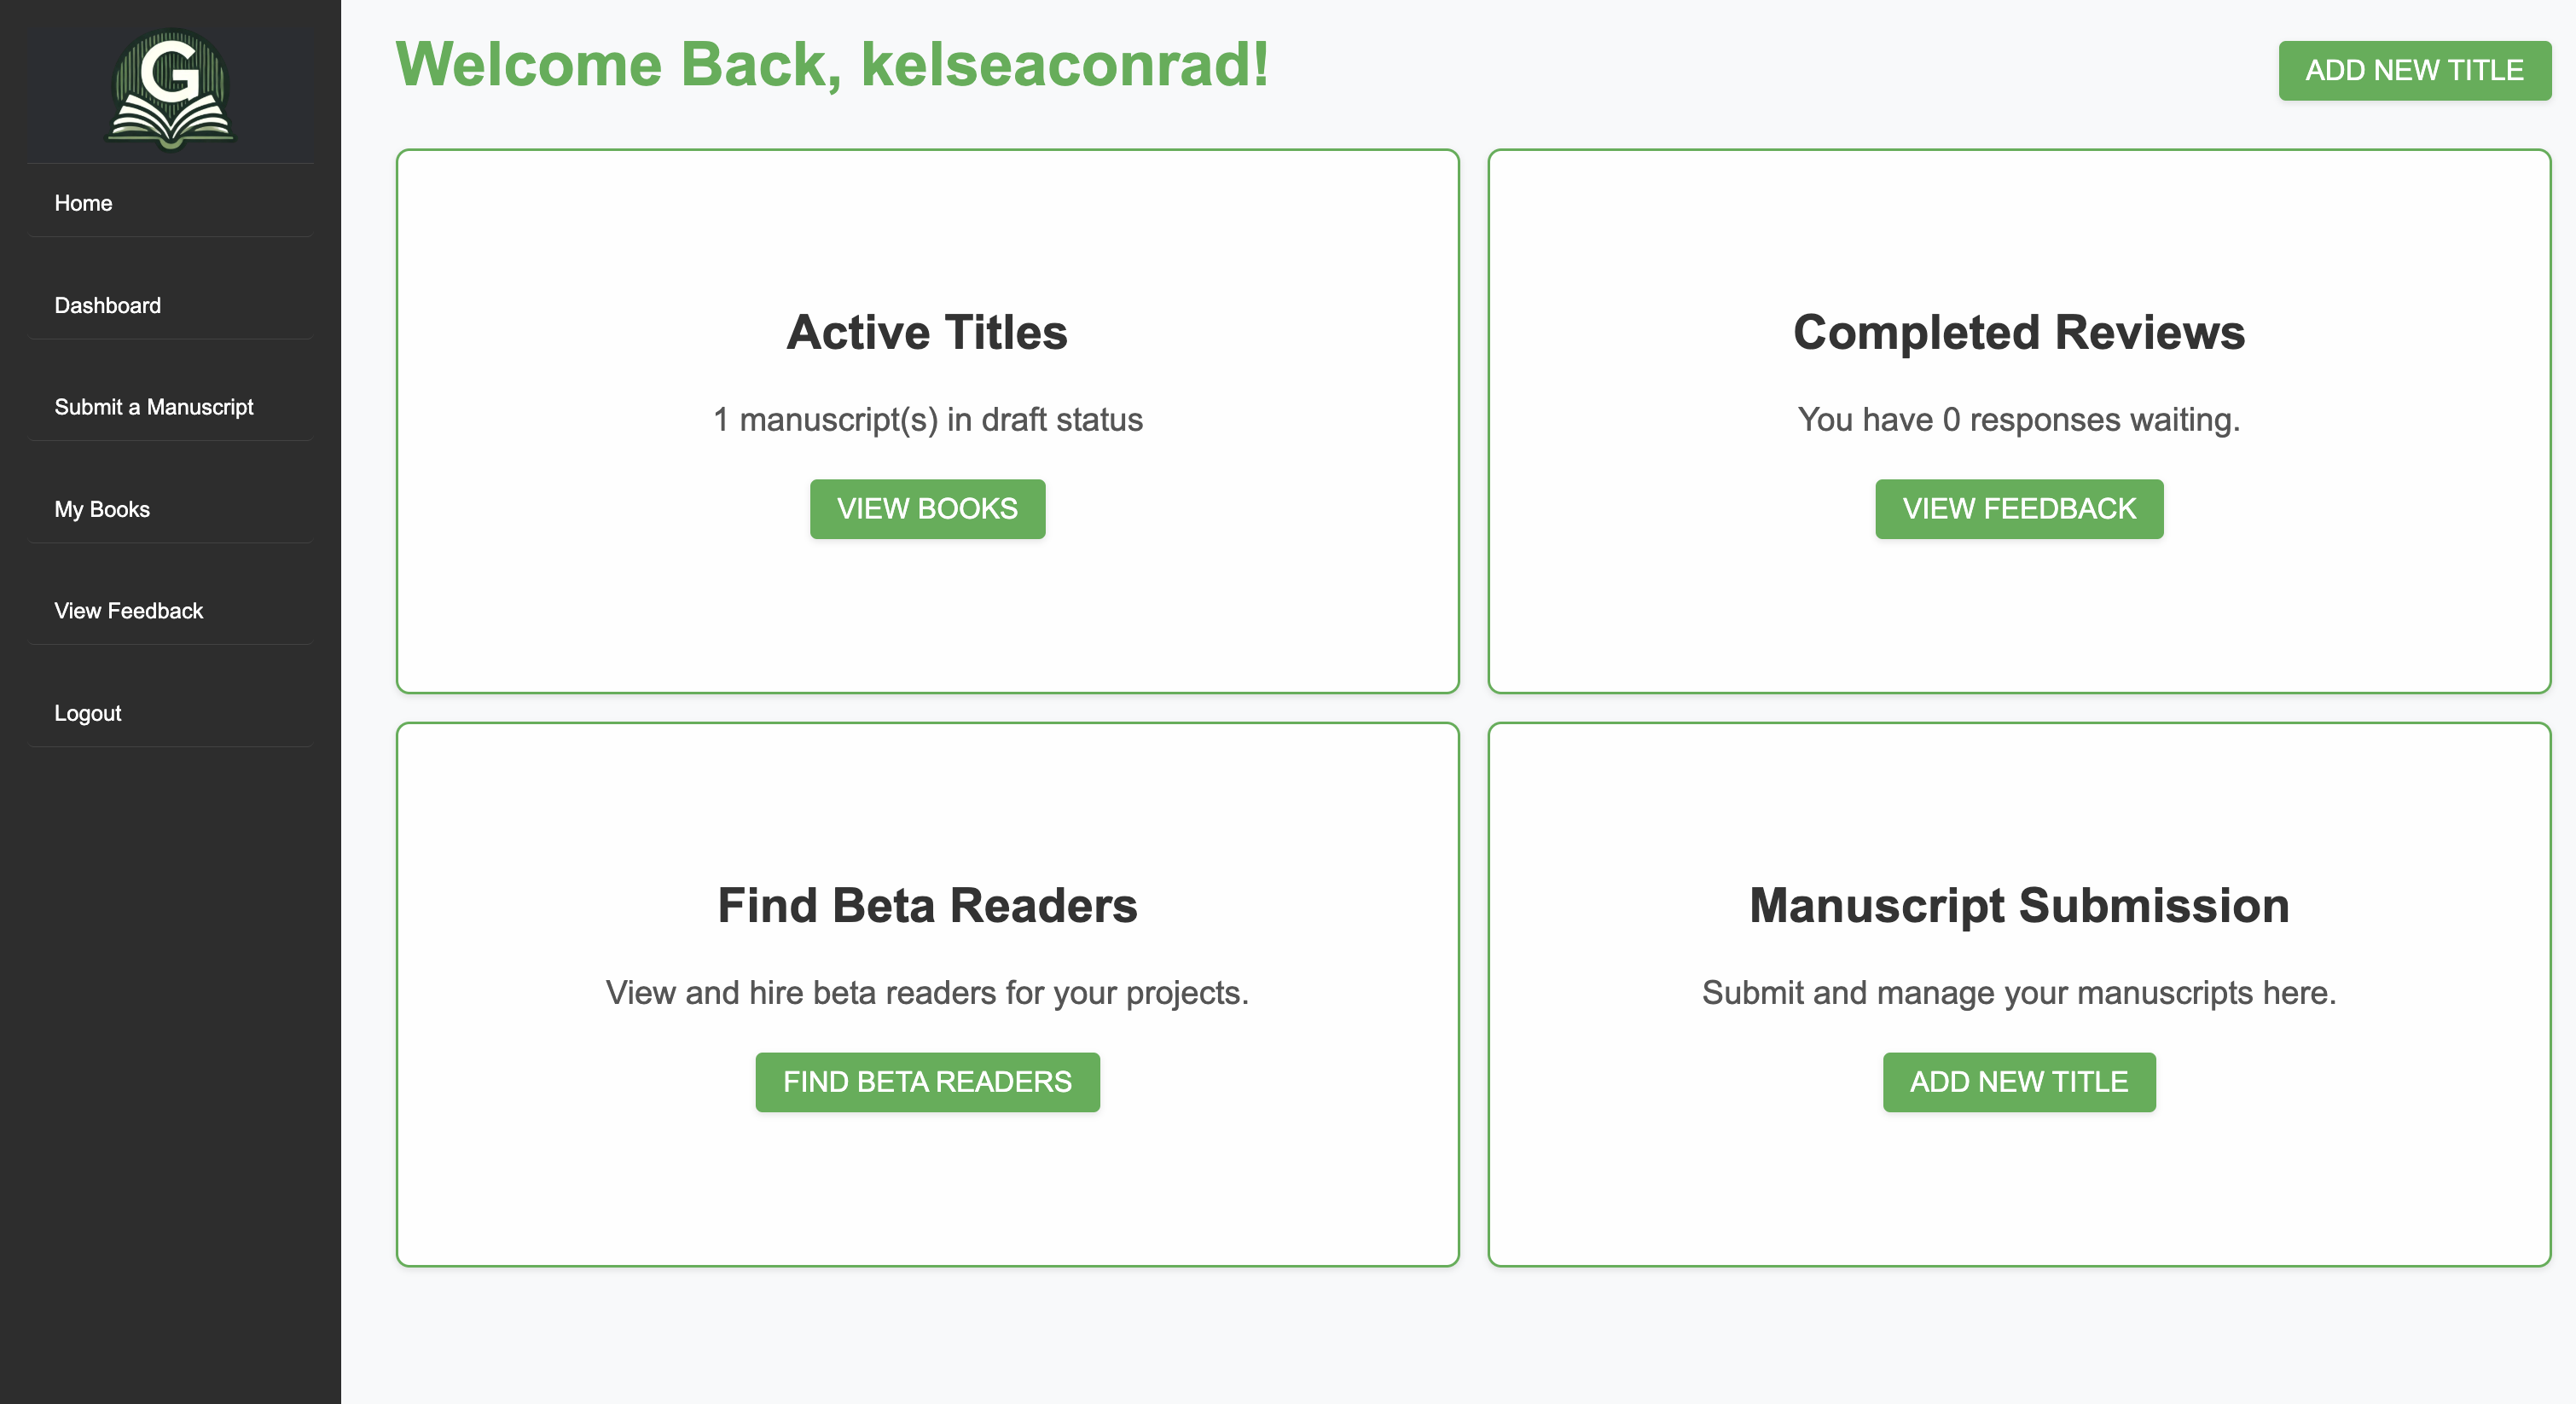 G
Home
Dashboard
Submit a Manuscript
My Books
View Feedback
Logout
Welcome Back, kelseaconrad!
ADD NEW TITLE
Active Titles
1 manuscript(s) in draft status
VIEW BOOKS
Completed Reviews
You have 0 responses waiting.
VIEW FEEDBACK
Find Beta Readers
View and hire beta readers for your projects.
FIND BETA READERS
Manuscript Submission
Submit and manage your manuscripts here.
ADD NEW TITLE